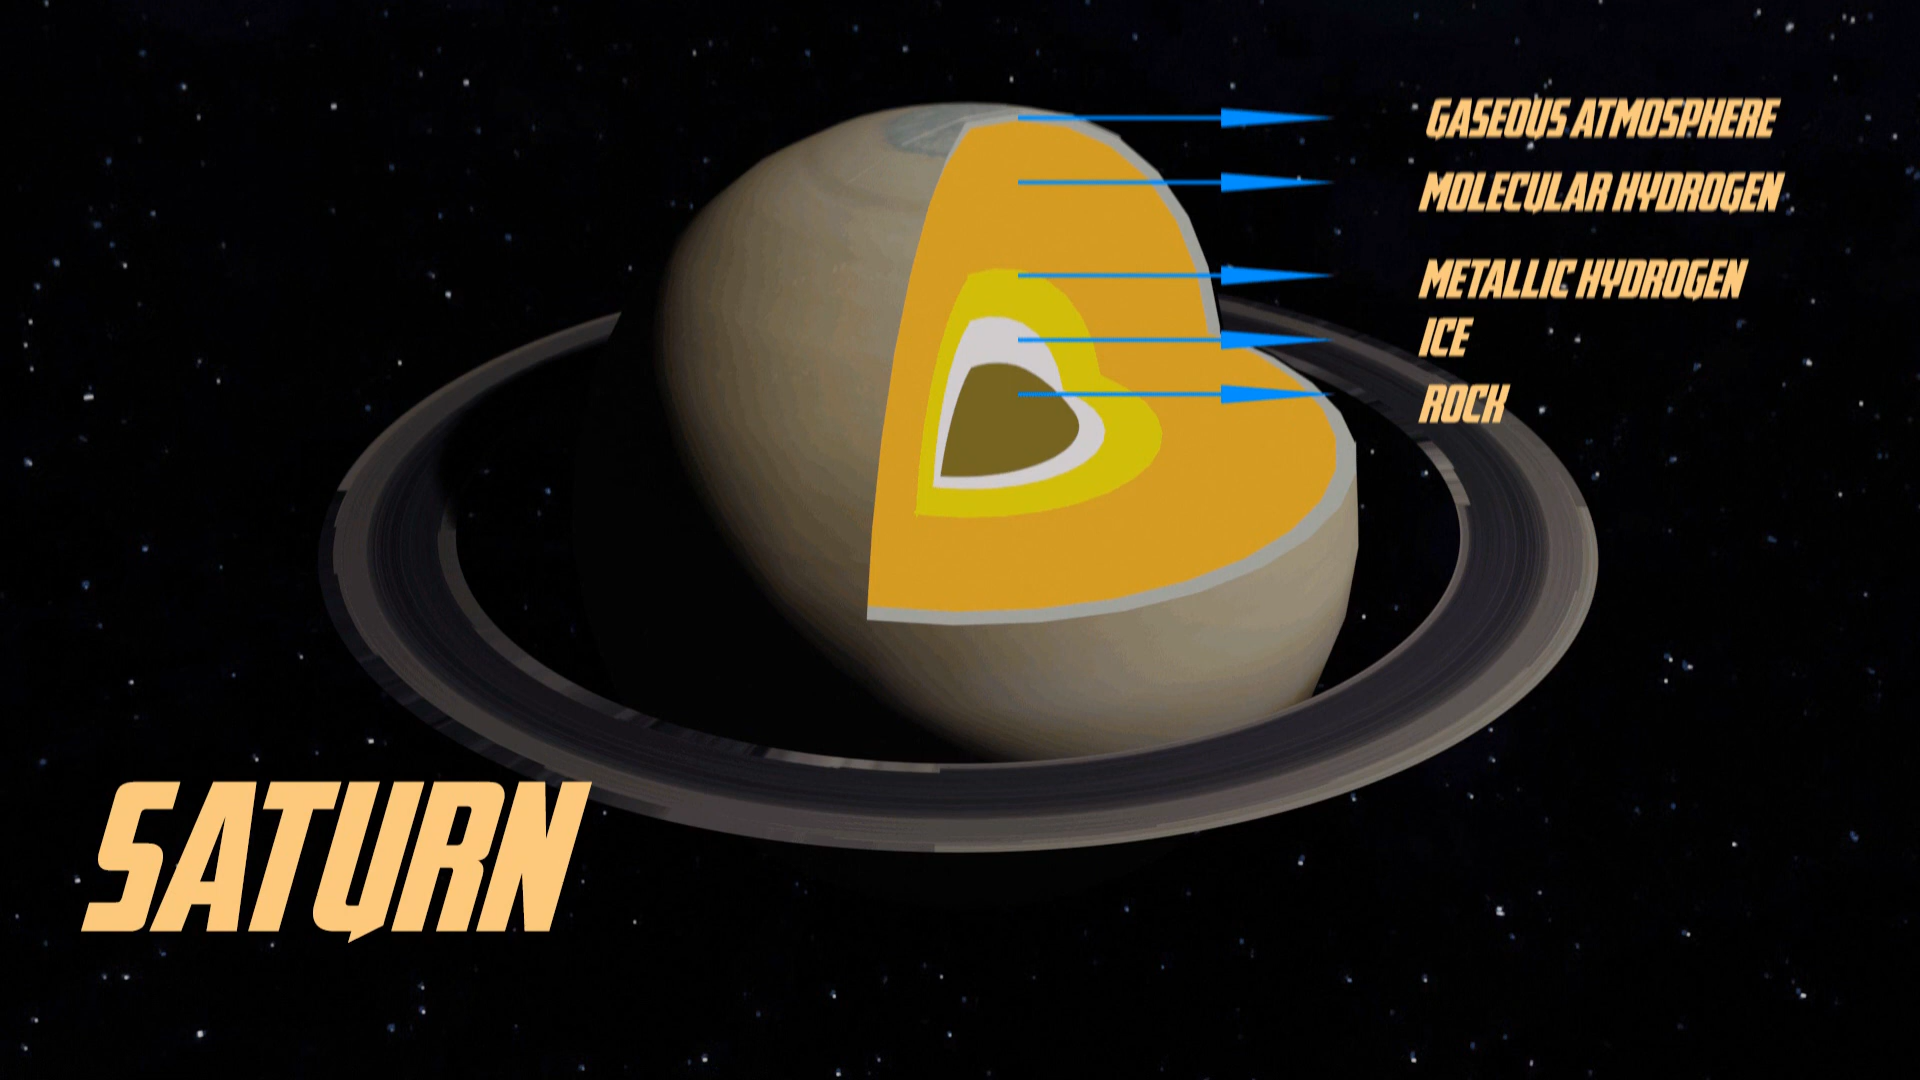 GASEOUS ATMOSPHERE
MOLECULAR HYDROGEN
METALLIC HYDROGEN
ICE
ROCK
SATURN